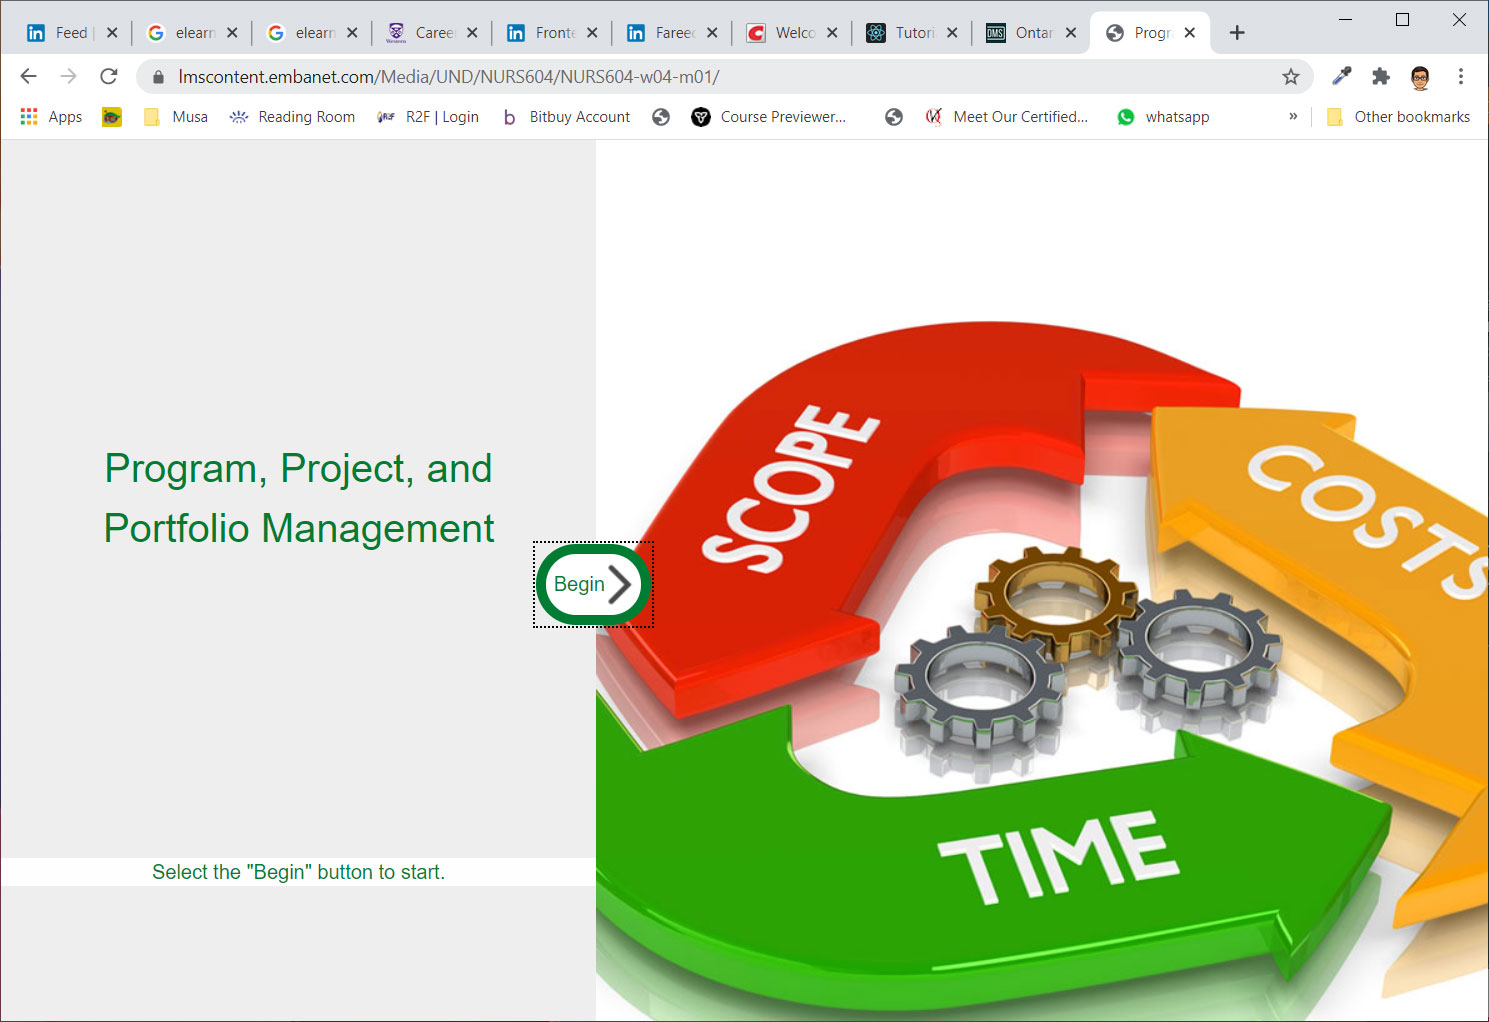 Feed
elearn
elearn
Caree
Fronte
Fareed
Welco
Tutori
Ontar
Progr
lmscontent.embanet.com/Media/UND/NURS604/NURS604-w04-m01/
Apps
Musa
Reading Room
R2F | Login
b
Bitbuy Account
Course Previewer...
Meet Our Certified...
whatsapp
»
Other bookmarks
Program, Project, and
Portfolio Management
Begin
Select the "Begin" button to start.
SCOPE
COSTS
TIME